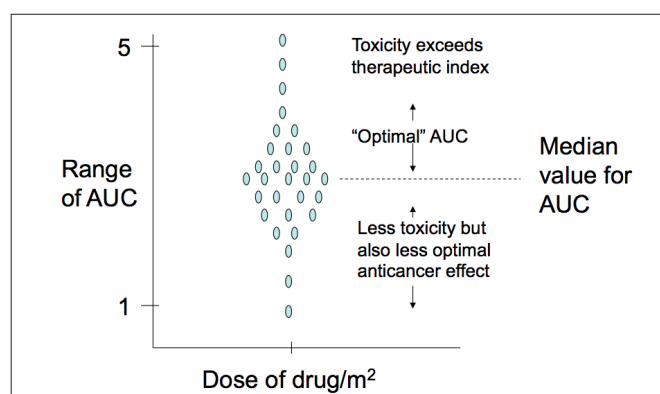 5
Toxicity exceeds
therapeutic index
"Optimal" AUC
Range
of AUC
Median
value for
AUC
Less toxicity but
also less optimal
anticancer effect
1
Dose of drug/m²